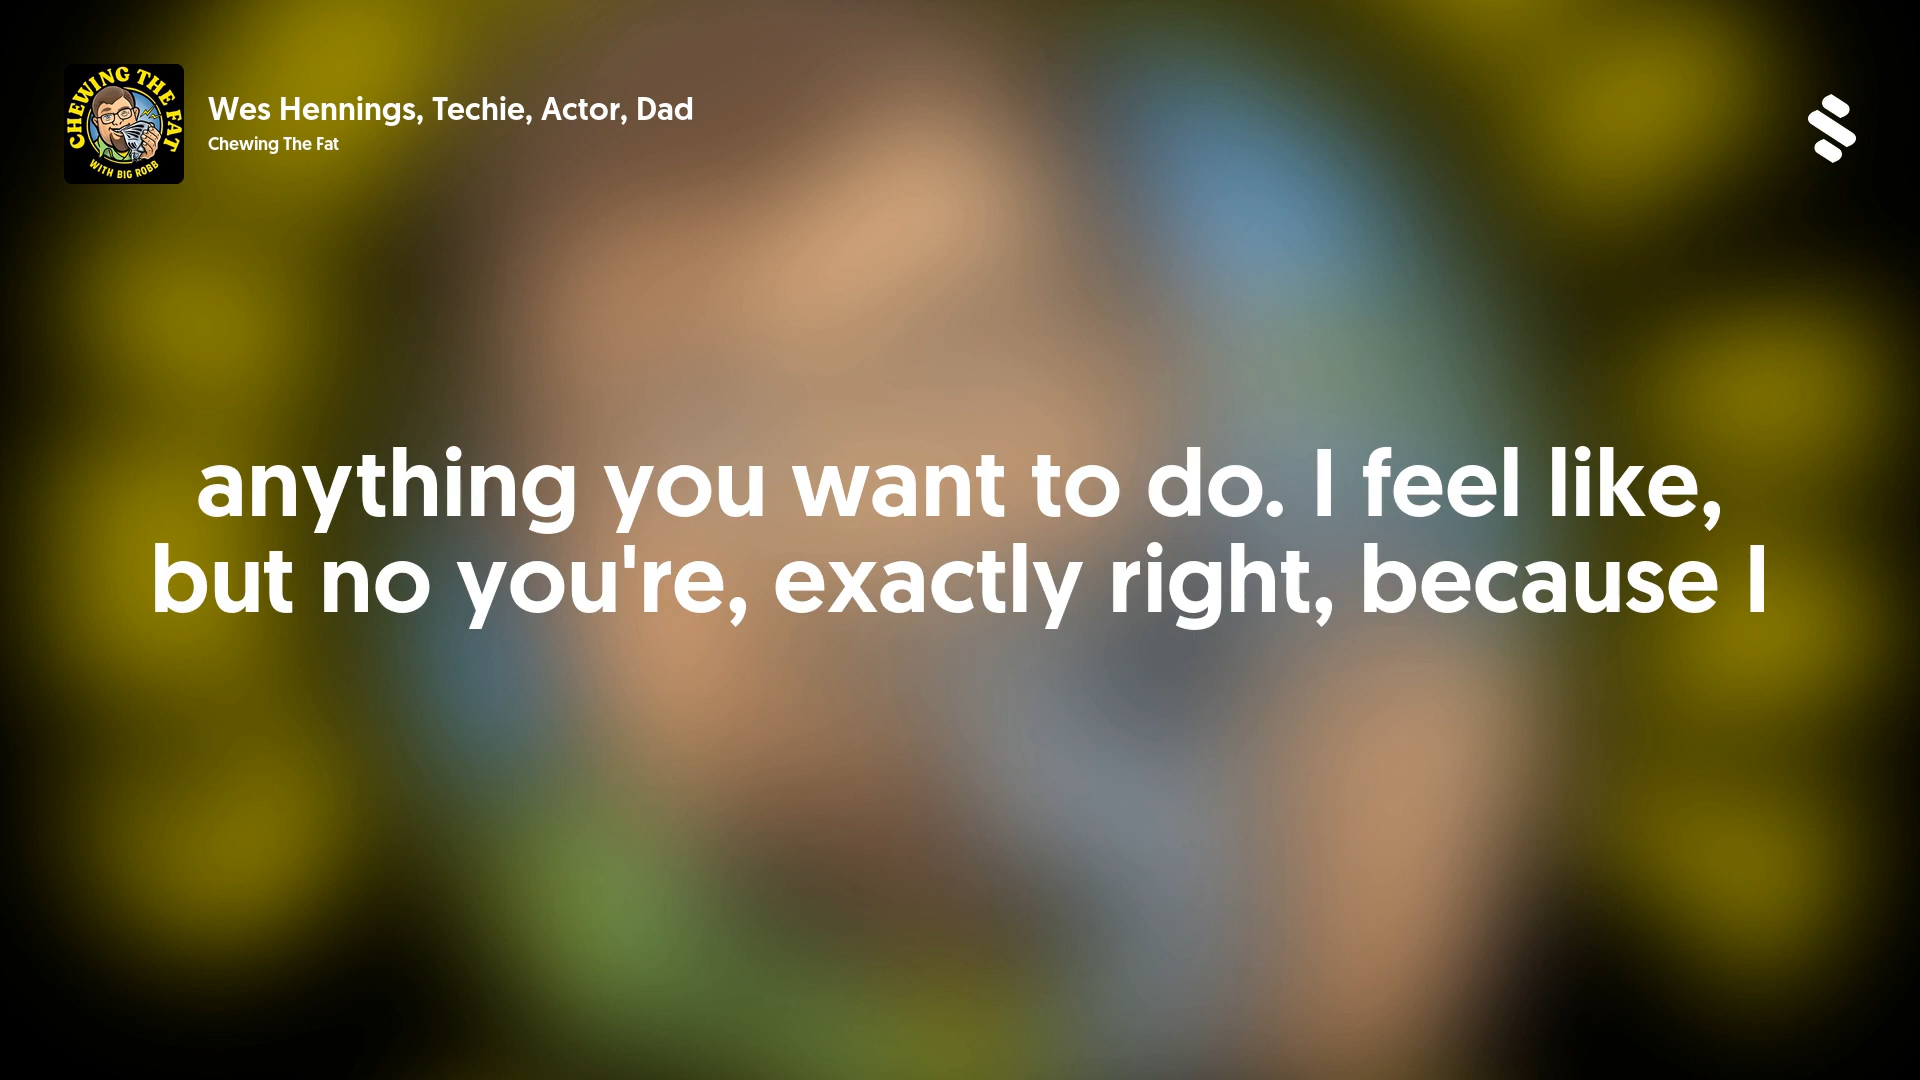 CHEWING THE FAT
WITH BIG ROBB
Wes Hennings, Techie, Actor, Dad
Chewing The Fat
anything you want to do. I feel like,
but no you're, exactly right, because I